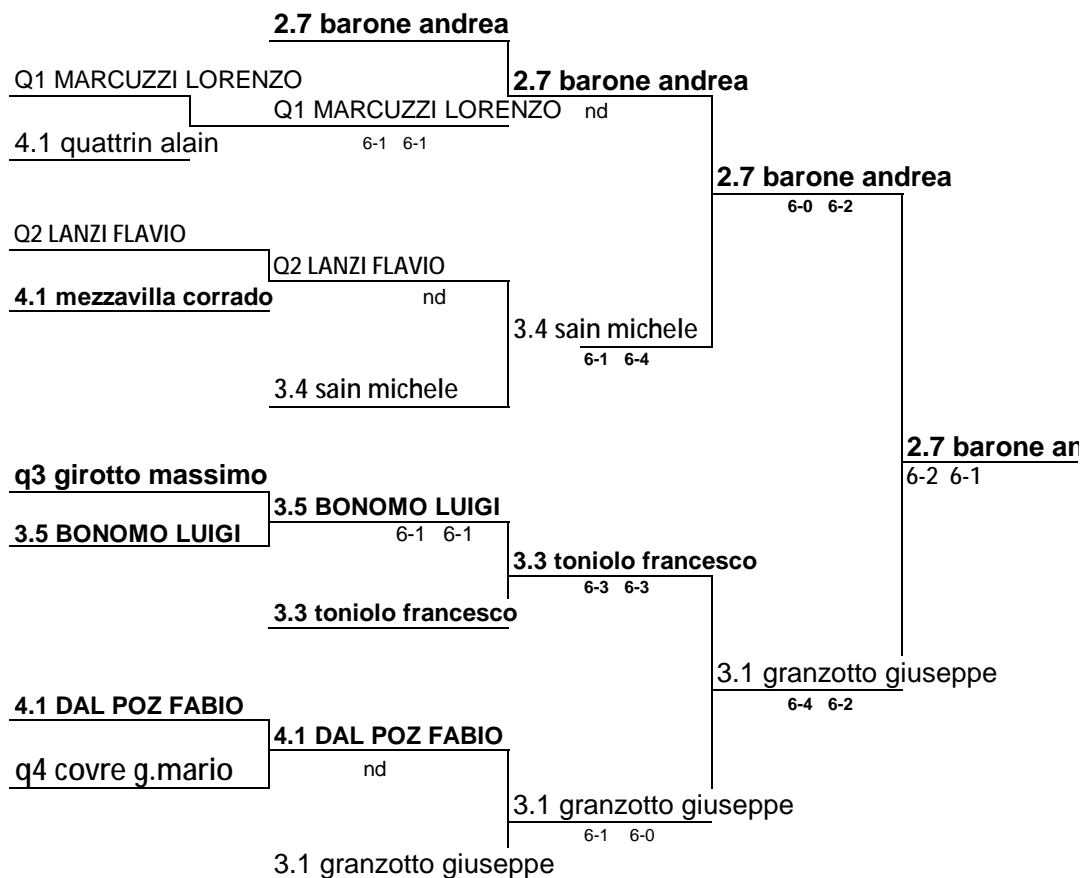 2.7 barone andrea
Q1 MARCUZZI LORENZO
2.7 barone andrea
Q1 MARCUZZI LORENZO nd
4.1 quattrin alain
6-1 6-1
2.7 barone andrea
6-0 6-2
Q2 LANZI FLAVIO
Q2 LANZI FLAVIO
4.1 mezzavilla corrado
nd
3.4 sain michele
6-1 6-4
3.4 sain michele
2.7 barone an
6-2 6-1
q3 girotto massimo
3.5 BONOMO LUIGI
3.5 BONOMO LUIGI
6-1 6-1
3.3 toniolo francesco
6-3 6-3
3.3 toniolo francesco
3.1 granzotto giuseppe
6-4 6-2
4.1 DAL POZ FABIO
4.1 DAL POZ FABIO
q4 covre g.mario
nd
3.1 granzotto giuseppe
6-1 6-0
3.1 granzotto giuseppe